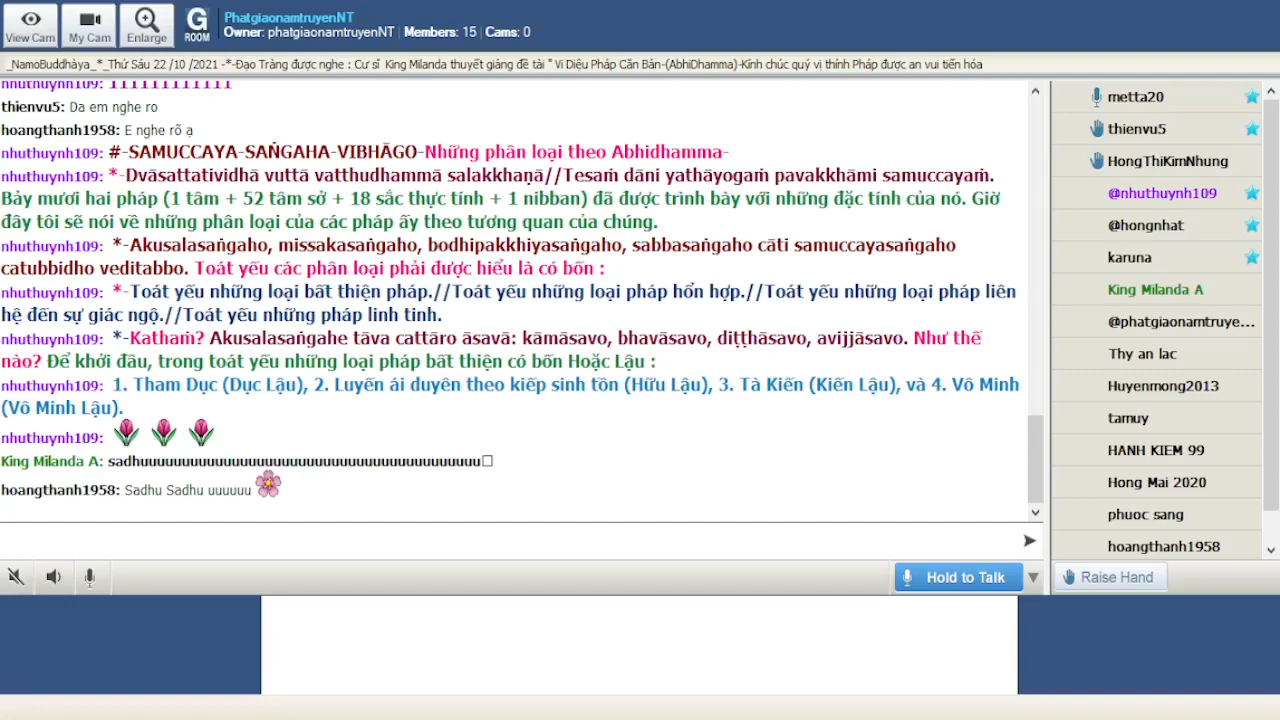 View Cam
My Cam
Enlarge
G
ROOM
PhatgiaonamtruyenNT
Owner: phatgiaonamtruyenNT | Members: 15 | Cams: 0
_NamoBuddhàya_*_Thứ Sáu 22 /10 /2021 -*-Đạo Tràng được nghe : Cư sĩ  King Milanda thuyết giảng đề tài " Vi Diệu Pháp Căn Bản-(AbhiDhamma)-Kính chúc quý vị thính Pháp được an vui tiến hóa
nhuthuynh109: 111111111111
thienvu5: Da em nghe ro
hoangthanh1958: E nghe rõ ạ
nhuthuynh109: #-SAMUCCAYA-SAṄGAHA-VIBHĀGO-Những phân loại theo Abhidhamma-
nhuthuynh109: *-Dvāsattatividhā vuttā vatthudhammā salakkhaṇā//Tesaṁ dāni yathāyogaṁ pavakkhāmi samuccayaṁ.
Bảy mươi hai pháp (1 tâm + 52 tâm sở + 18 sắc thực tính + 1 nibban) đã được trình bày với những đặc tính của nó. Giờ
đây tôi sẽ nói về những phân loại của các pháp ấy theo tương quan của chúng.
nhuthuynh109: *-Akusalasaṅgaho, missakasaṅgaho, bodhipakkhiyasaṅgaho, sabbasaṅgaho cāti samuccayasaṅgaho
catubbidho veditabbo. Toát yếu các phân loại phải được hiểu là có bốn :
nhuthuynh109: *-Toát yếu những loại bất thiện pháp.//Toát yếu những loại pháp hổn hợp.//Toát yếu những loại pháp liên
hệ đến sự giác ngộ.//Toát yếu những pháp linh tinh.
nhuthuynh109: *-Kathaṁ? Akusalasaṅgahe tāva cattāro āsavā: kāmāsavo, bhavāsavo, diṭṭhāsavo, avijjāsavo. Như thế
nào? Để khởi đầu, trong toát yếu những loại pháp bất thiện có bốn Hoặc Lậu :
nhuthuynh109: 1. Tham Dục (Dục Lậu), 2. Luyến ái duyên theo kiếp sinh tồn (Hữu Lậu), 3. Tà Kiến (Kiến Lậu), và 4. Vô Minh
(Vô Minh Lậu).
nhuthuynh109:
King Milanda A: sadhuuuuuuuuuuuuuuuuuuuuuuuuuuuuuuuuuuuuuuuuu□
hoangthanh1958: Sadhu Sadhu uuuuuu
Hold to Talk
metta20
thienvu5
HongThiKimNhung
@nhuthuynh109
@hongnhat
karuna
King Milanda A
@phatgiaonamtruye...
Thy an lac
Huyenmong2013
tamuy
HANH KIEM 99
Hong Mai 2020
phuoc sang
hoangthanh1958
Raise Hand